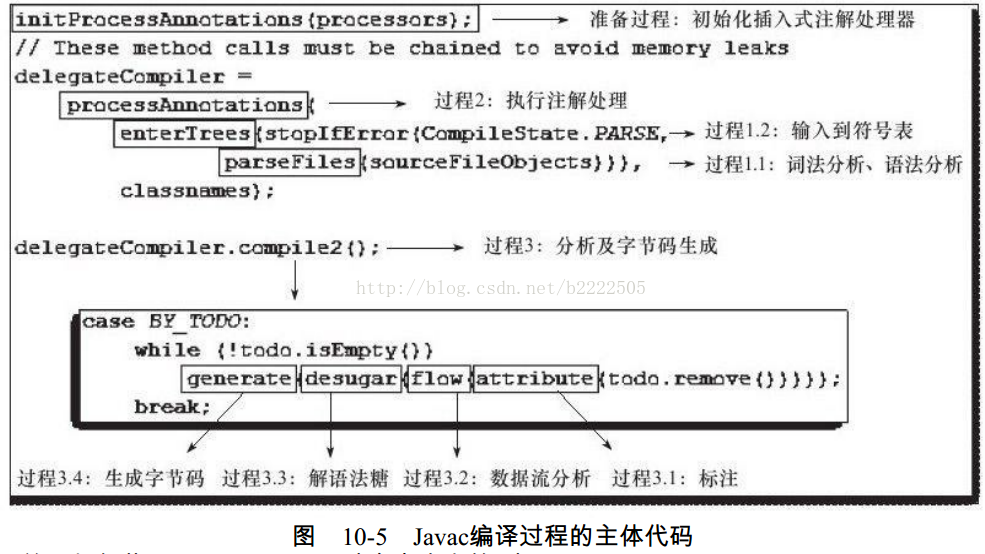 initProcessAnnotations(processors); 准备过程：初始化插入式注解处理器
// These method calls must be chained to avoid memory leaks
delegateCompiler =
processAnnotations( 过程2：执行注解处理
enterTrees(stopIfError(CompileState.PARSE, 过程1.2：输入到符号表
parseFiles(sourceFileObjects))), 过程1.1：词法分析、语法分析
classnames);
delegateCompiler.compile2(); 过程3：分析及字节码生成
http://blog.csdn.net/b2222505
case BY_TODO:
while (!todo.isEmpty())
generate(desugar(flow(attribute(todo.remove()))));
break;
过程3.4：生成字节码 过程3.3：解语法糖 过程3.2：数据流分析 过程3.1：标注
图 10-5 Javac编译过程的主体代码